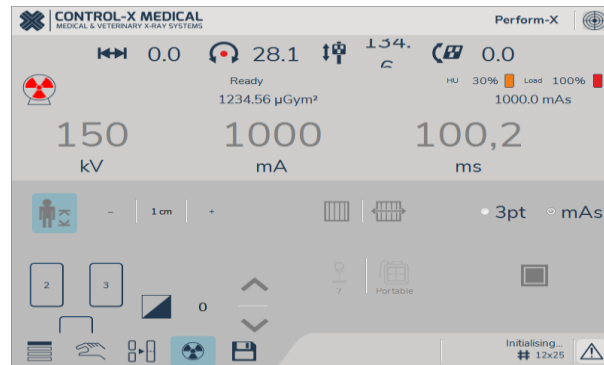 CONTROL-X MEDICAL
MEDICAL & VETERINARY X-RAY SYSTEMS
Perform-X
0.0
28.1
134.
6
0.0
Ready
1234.56 µGym²
HU 30% Load 100%
1000.0 mAs
150
kV
1000
mA
100,2
ms
-
1 cm
+
3pt
mAs
2
3
0
7
Portable
Initialising...
12x25